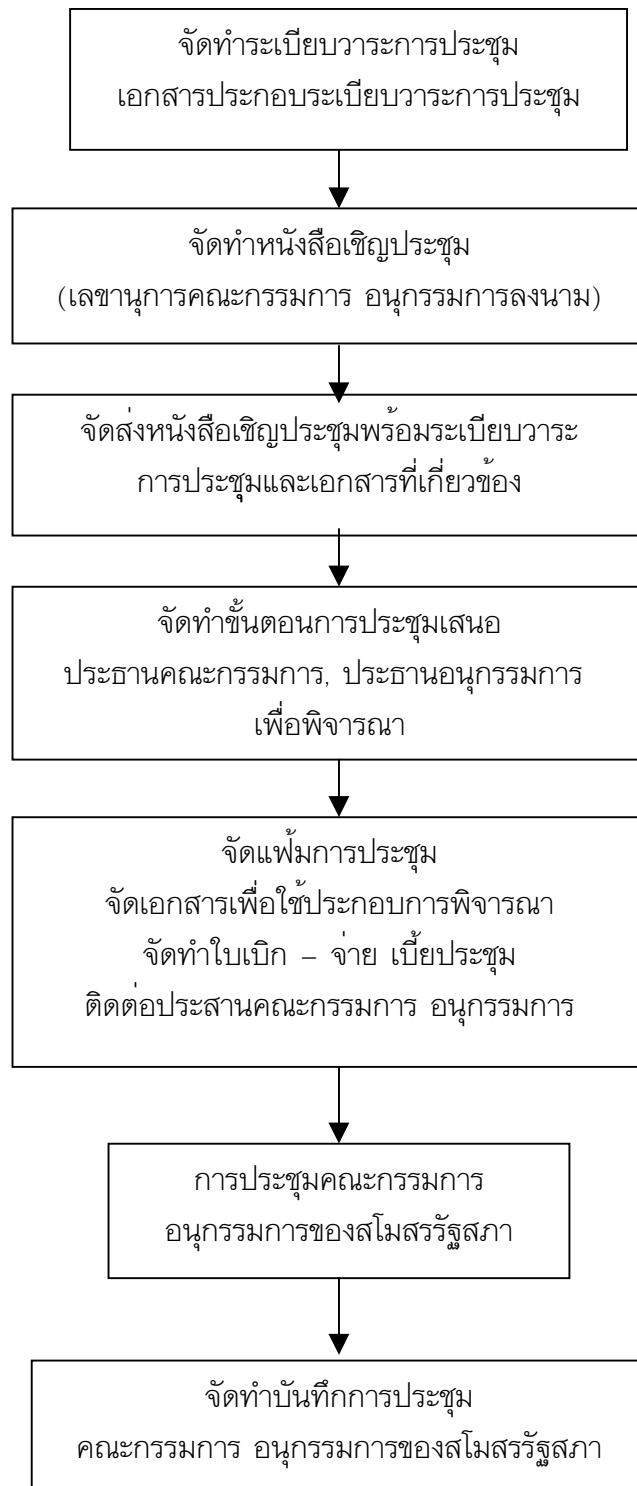 จัดทำระเบียบวาระการประชุม
เอกสารประกอบระเบียบวาระการประชุม
จัดทำหนังสือเชิญประชุม
(เลขานุการคณะกรรมการ อนุกรรมการลงนาม)
จัดส่งหนังสือเชิญประชุมพร้อมระเบียบวาระ
การประชุมและเอกสารที่เกี่ยวข้อง
จัดทำขั้นตอนการประชุมเสนอ
ประธานคณะกรรมการ, ประธานอนุกรรมการ
เพื่อพิจารณา
จัดแฟ้มการประชุม
จัดเอกสารเพื่อใช้ประกอบการพิจารณา
จัดทำใบเบิก – จ่าย เบี้ยประชุม
ติดต่อประสานคณะกรรมการ อนุกรรมการ
การประชุมคณะกรรมการ
อนุกรรมการของสโมสรรัฐสภา
จัดทำบันทึกการประชุม
คณะกรรมการ อนุกรรมการของสโมสรรัฐสภา